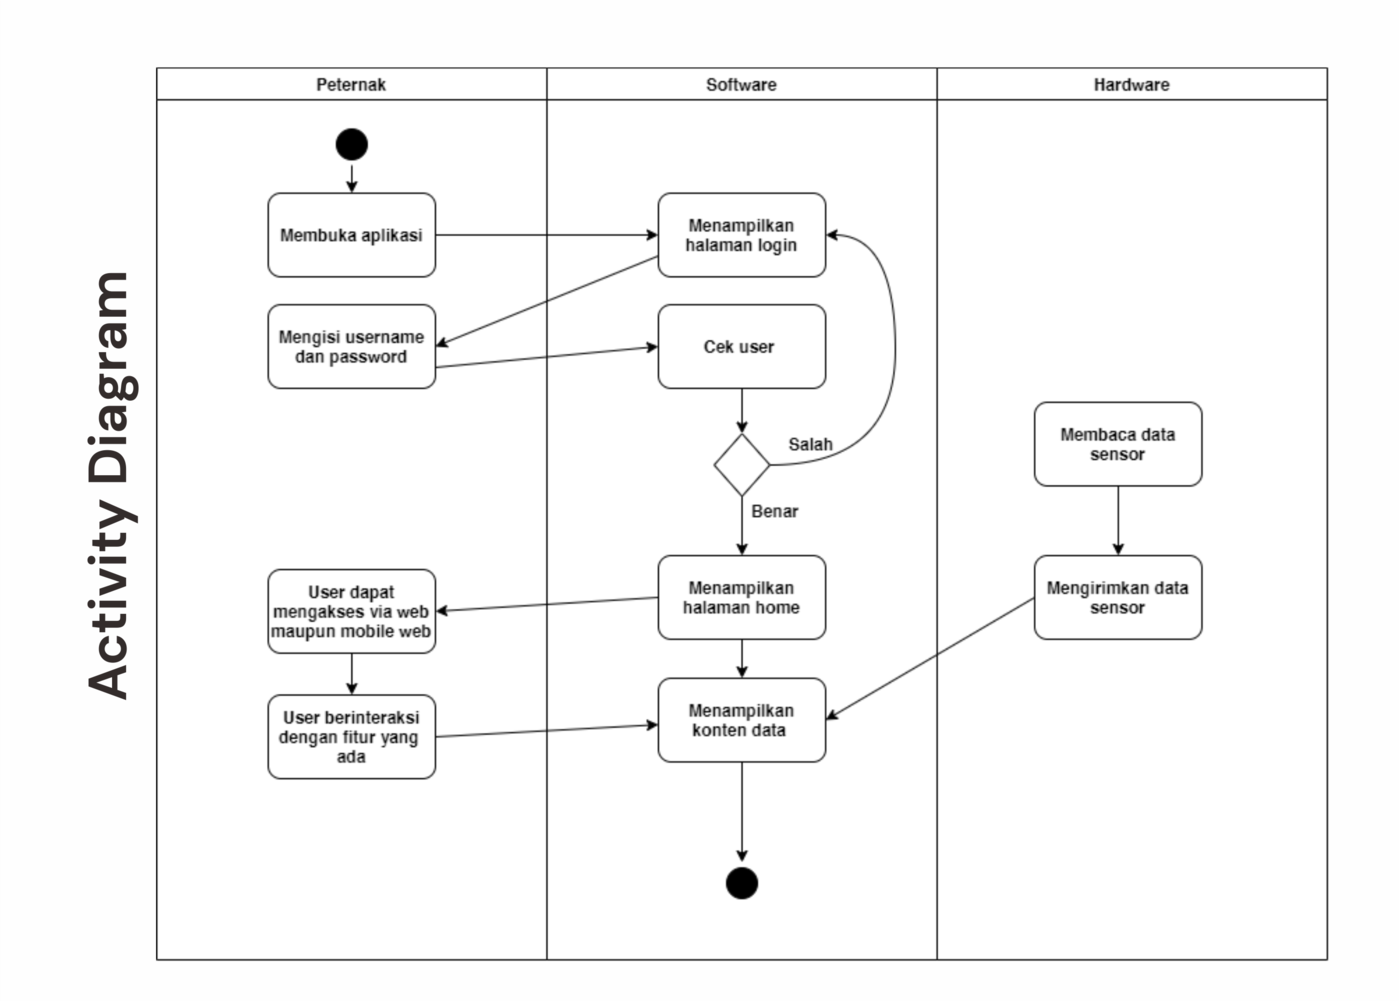 Activity Diagram
Peternak
Software
Hardware
Membuka aplikasi
Menampilkan
halaman login
Mengisi username
dan password
Cek user
Salah
Benar
Membaca data
sensor
Mengirimkan data
sensor
Menampilkan
halaman home
User dapat
mengakses via web
maupun mobile web
User berinteraksi
dengan fitur yang
ada
Menampilkan
konten data